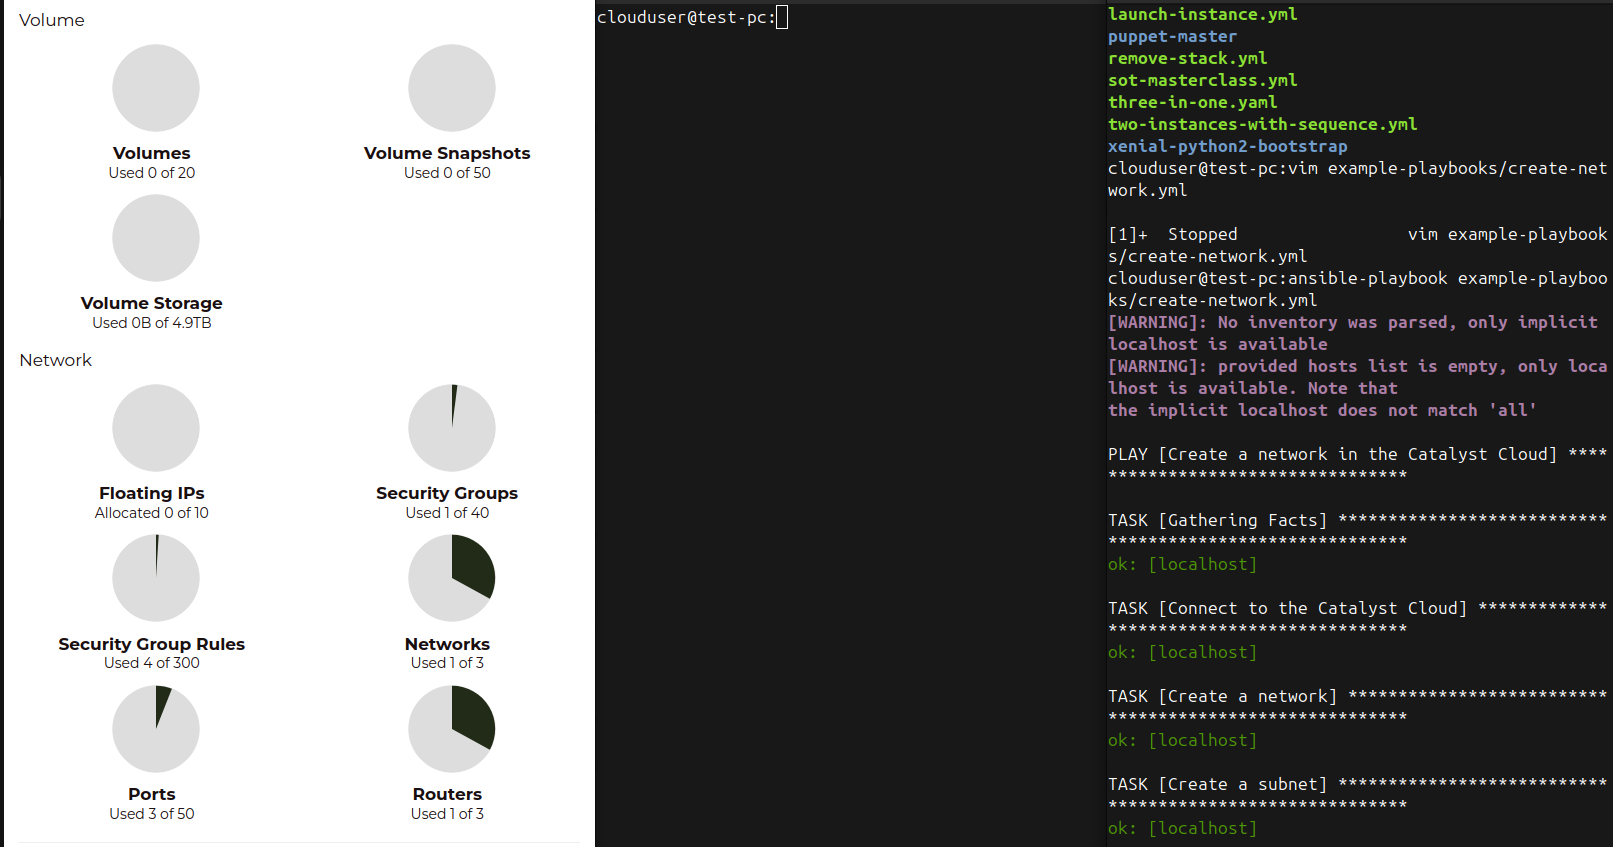 Volume
Volumes
Used 0 of 20
Volume Snapshots
Used 0 of 50
Volume Storage
Used 0B of 4.9TB
Network
Floating IPs
Allocated 0 of 10
Security Groups
Used 1 of 40
Security Group Rules
Used 4 of 300
Networks
Used 1 of 3
Ports
Used 3 of 50
Routers
Used 1 of 3
clouduser@test-pc:
launch-instance.yml
puppet-master
remove-stack.yml
sot-masterclass.yml
three-in-one.yaml
two-instances-with-sequence.yml
xenial-python2-bootstrap
clouduser@test-pc:vim example-playbooks/create-net
work.yml
[1]+  Stopped                 vim example-playbook
s/create-network.yml
clouduser@test-pc:ansible-playbook example-playboo
ks/create-network.yml
[WARNING]: No inventory was parsed, only implicit
localhost is available
[WARNING]: provided hosts list is empty, only loca
lhost is available. Note that
the implicit localhost does not match 'all'
PLAY [Create a network in the Catalyst Cloud] ****
******************************
TASK [Gathering Facts] ***************************
******************************
ok: [localhost]
TASK [Connect to the Catalyst Cloud] *************
******************************
ok: [localhost]
TASK [Create a network] **************************
******************************
ok: [localhost]
TASK [Create a subnet] ***************************
******************************
ok: [localhost]